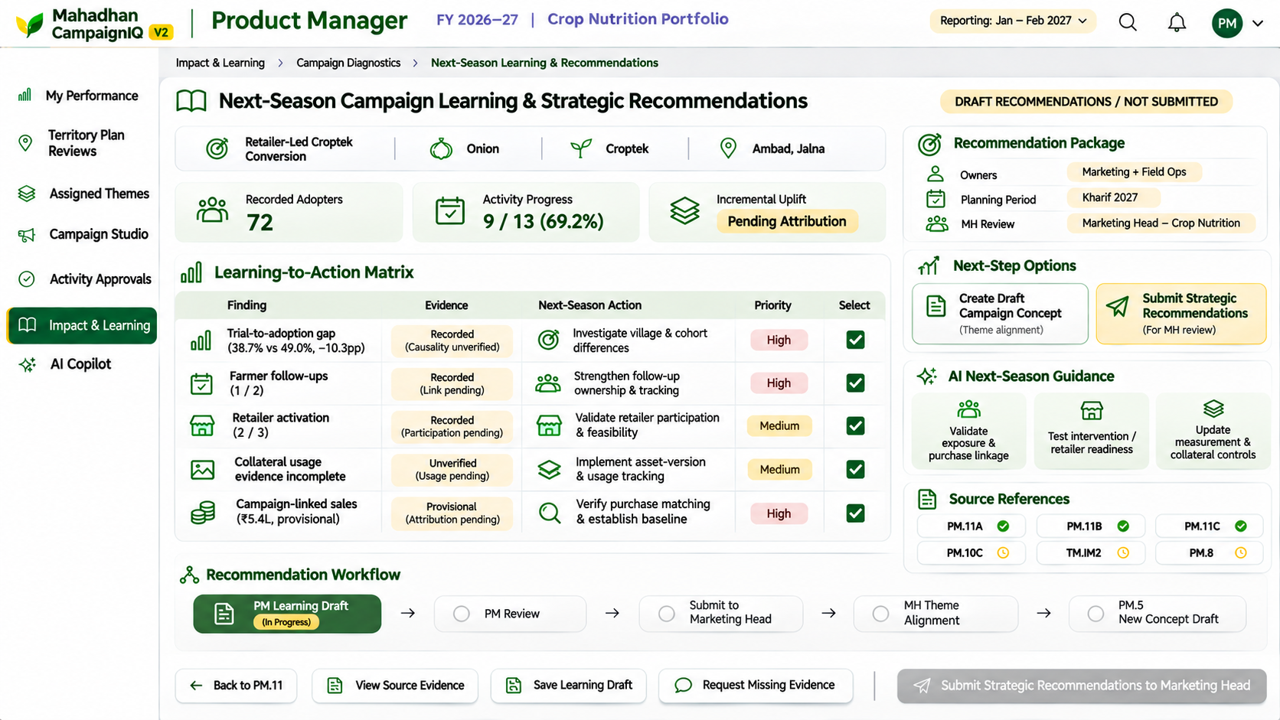 Mahadhan
CampaignIQ V2
Product Manager
FY 2026–27 | Crop Nutrition Portfolio
Reporting: Jan – Feb 2027
PM
Impact & Learning > Campaign Diagnostics > Next-Season Learning & Recommendations
My Performance
Territory Plan
Reviews
Assigned Themes
Campaign Studio
Activity Approvals
Impact & Learning
AI Copilot
Next-Season Campaign Learning & Strategic Recommendations
DRAFT RECOMMENDATIONS / NOT SUBMITTED
Retailer-Led Croptek
Conversion
Onion
Croptek
Ambad, Jalna
Recorded Adopters
72
Activity Progress
9 / 13 (69.2%)
Incremental Uplift
Pending Attribution
Learning-to-Action Matrix
Finding Evidence Next-Season Action Priority Select
Trial-to-adoption gap
(38.7% vs 49.0%, −10.3pp)
Recorded
(Causality unverified)
Investigate village & cohort
differences
High
Farmer follow-ups
(1 / 2)
Recorded
(Link pending)
Strengthen follow-up
ownership & tracking
High
Retailer activation
(2 / 3)
Recorded
(Participation pending)
Validate retailer participation
& feasibility
Medium
Collateral usage
evidence incomplete
Unverified
(Usage pending)
Implement asset-version
& usage tracking
Medium
Campaign-linked sales
(₹5.4L, provisional)
Provisional
(Attribution pending)
Verify purchase matching
& establish baseline
High
Recommendation Package
Owners Marketing + Field Ops
Planning Period Kharif 2027
MH Review Marketing Head – Crop Nutrition
Next-Step Options
Create Draft
Campaign Concept
(Theme alignment)
Submit Strategic
Recommendations
(For MH review)
AI Next-Season Guidance
Validate
exposure &
purchase linkage
Test intervention /
retailer readiness
Update
measurement &
collateral controls
Source References
PM.11A PM.11B PM.11C
PM.10C TM.IM2 PM.8
Recommendation Workflow
PM Learning Draft
(In Progress)
PM Review
Submit to
Marketing Head
MH Theme
Alignment
PM.5
New Concept Draft
← Back to PM.11
View Source Evidence
Save Learning Draft
Request Missing Evidence
Submit Strategic Recommendations to Marketing Head